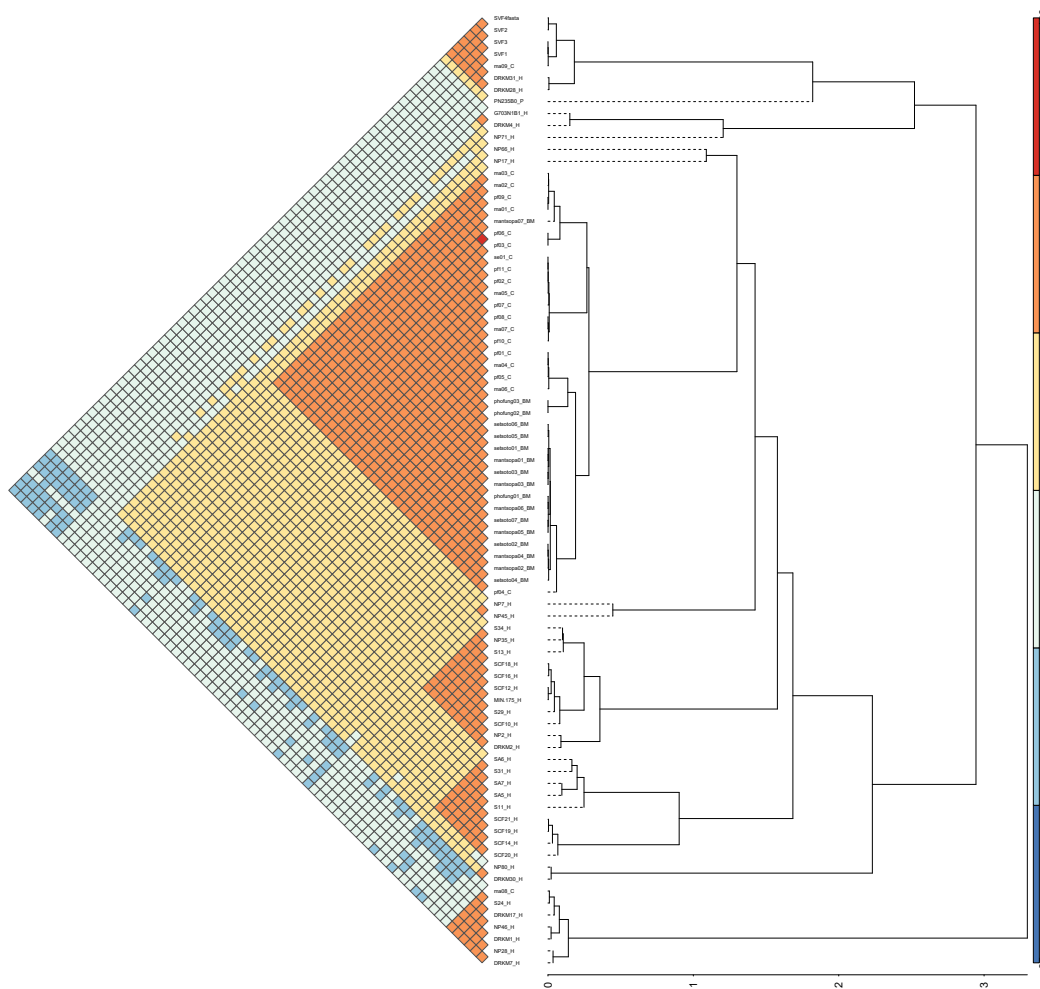 SVF4fasta
SVF2
SVF3
SVF1
ma09_C
DRKM31_H
DRKM28_H
PN235B0_P
G703N1B1_H
DRKM4_H
NP71_H
NP66_H
NP17_H
ma03_C
ma02_C
pf09_C
ma01_C
mantsopa07_BM
pf06_C
pf03_C
se01_C
pf11_C
pf02_C
ma05_C
pf07_C
pf08_C
ma07_C
pf10_C
pf01_C
ma04_C
pf05_C
ma06_C
phofung03_BM
phofung02_BM
setsoto06_BM
setsoto05_BM
setsoto01_BM
mantsopa01_BM
setsoto03_BM
mantsopa03_BM
phofung01_BM
mantsopa06_BM
setsoto07_BM
mantsopa05_BM
setsoto02_BM
mantsopa04_BM
mantsopa02_BM
setsoto04_BM
pf04_C
NP7_H
NP45_H
S34_H
NP35_H
S13_H
SCF18_H
SCF16_H
SCF12_H
MIN.175_H
S29_H
SCF10_H
NP2_H
DRKM2_H
SA6_H
S31_H
SA7_H
SA5_H
S11_H
SCF21_H
SCF19_H
SCF14_H
SCF20_H
NP80_H
DRKM30_H
ma08_C
S24_H
DRKM17_H
NP46_H
DRKM1_H
NP28_H
DRKM7_H
0 1 2 3